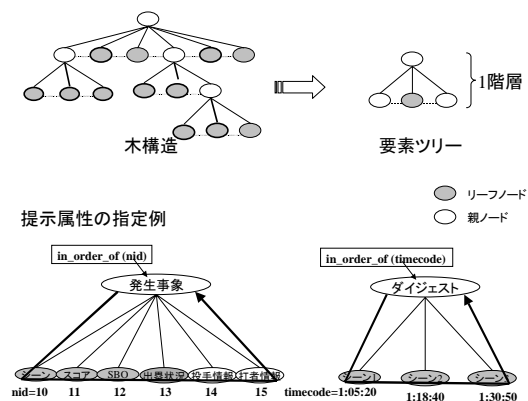 1階層
木構造
要素ツリー
リーフノード
親ノード
提示属性の指定例
in_order_of (nid)
発生事象
シーン スコア SBO 出塁状況 投手情報 打者情報
nid=10 11 12 13 14 15
in_order_of (timecode)
ダイジェスト
シーン1 シーン2 シーン3
timecode=1:05:20 1:18:40 1:30:50